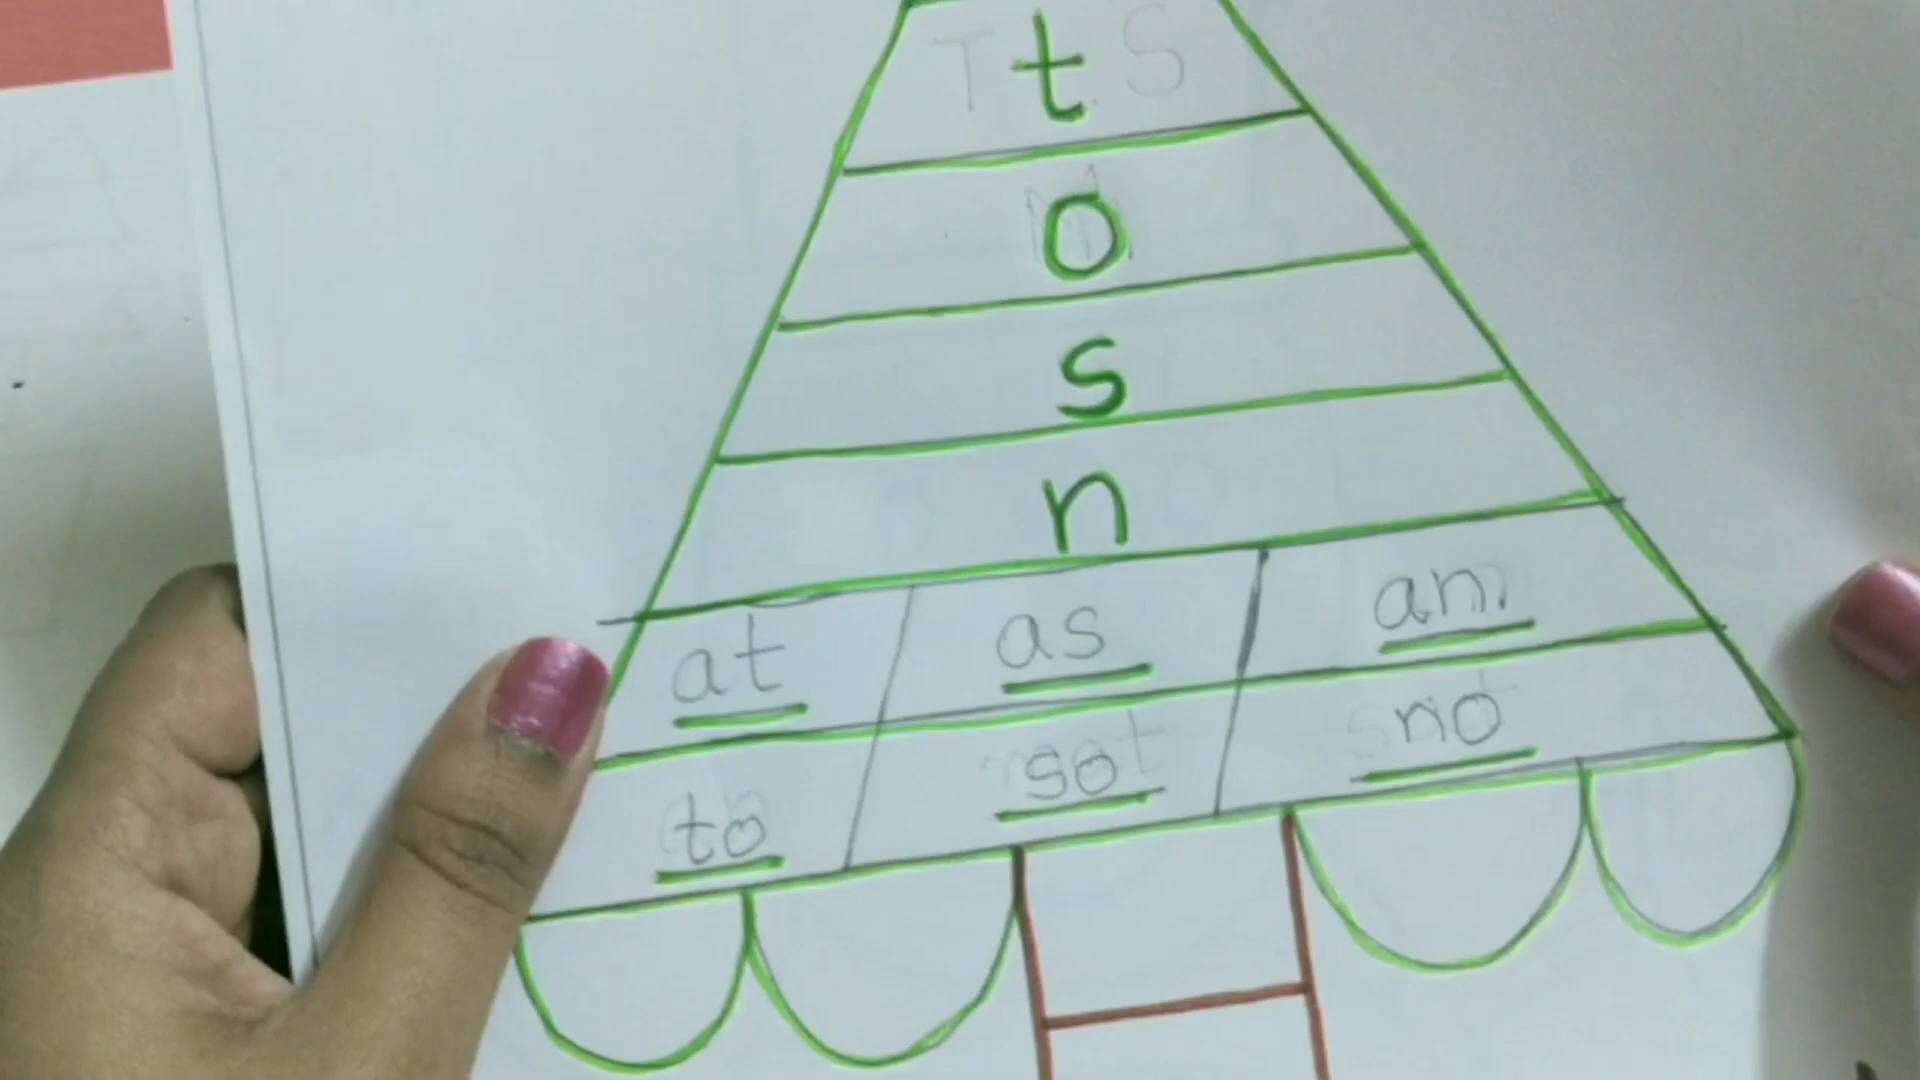 t
o
s
n
at as an
to so no